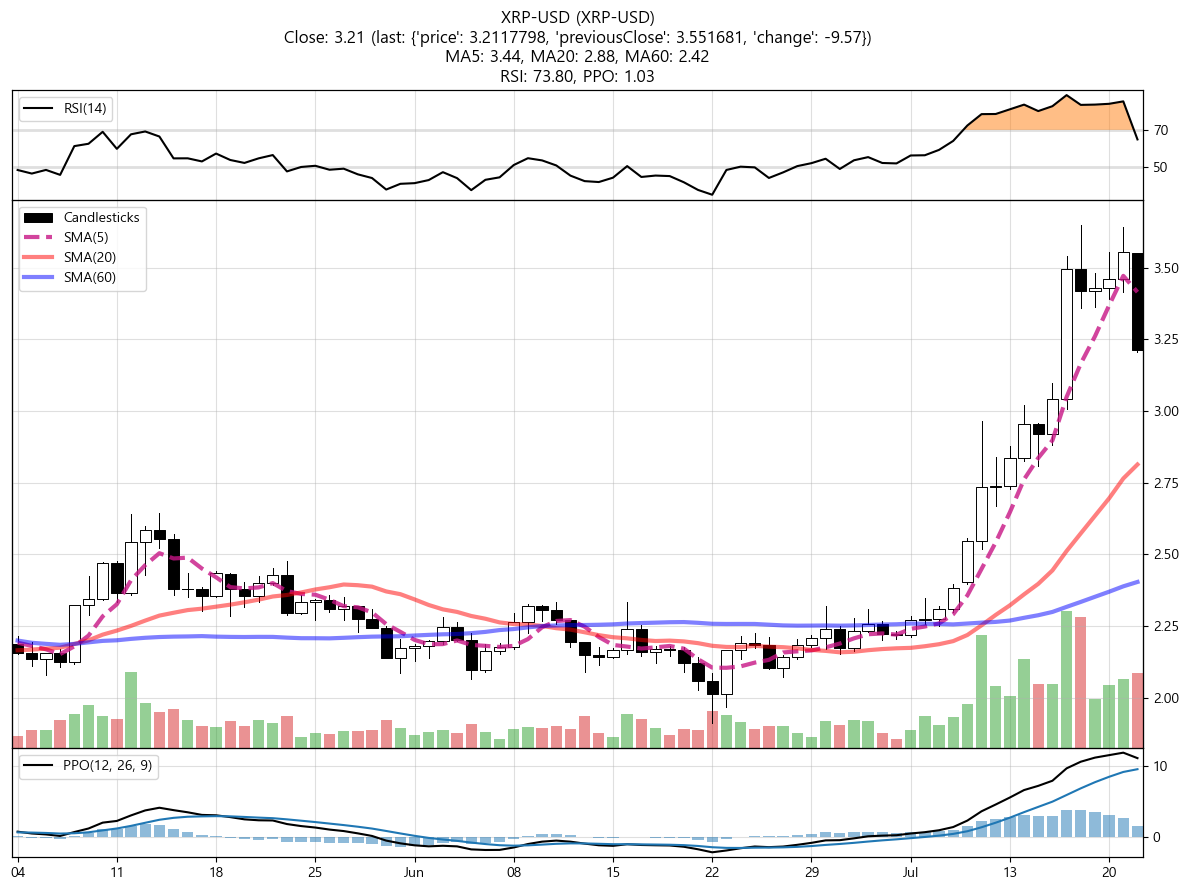 XRP-USD (XRP-USD)
Close: 3.21 (last: {'price': 3.2117798, 'previousClose': 3.551681, 'change': -9.57})
MA5: 3.44, MA20: 2.88, MA60: 2.42
RSI: 73.80, PPO: 1.03
RSI(14)
70
50
Candlesticks
SMA(5)
SMA(20)
SMA(60)
3.50
3.25
3.00
2.75
2.50
2.25
2.00
PPO(12, 26, 9)
10
0
04 11 18 25 Jun 08 15 22 29 Jul 13 20